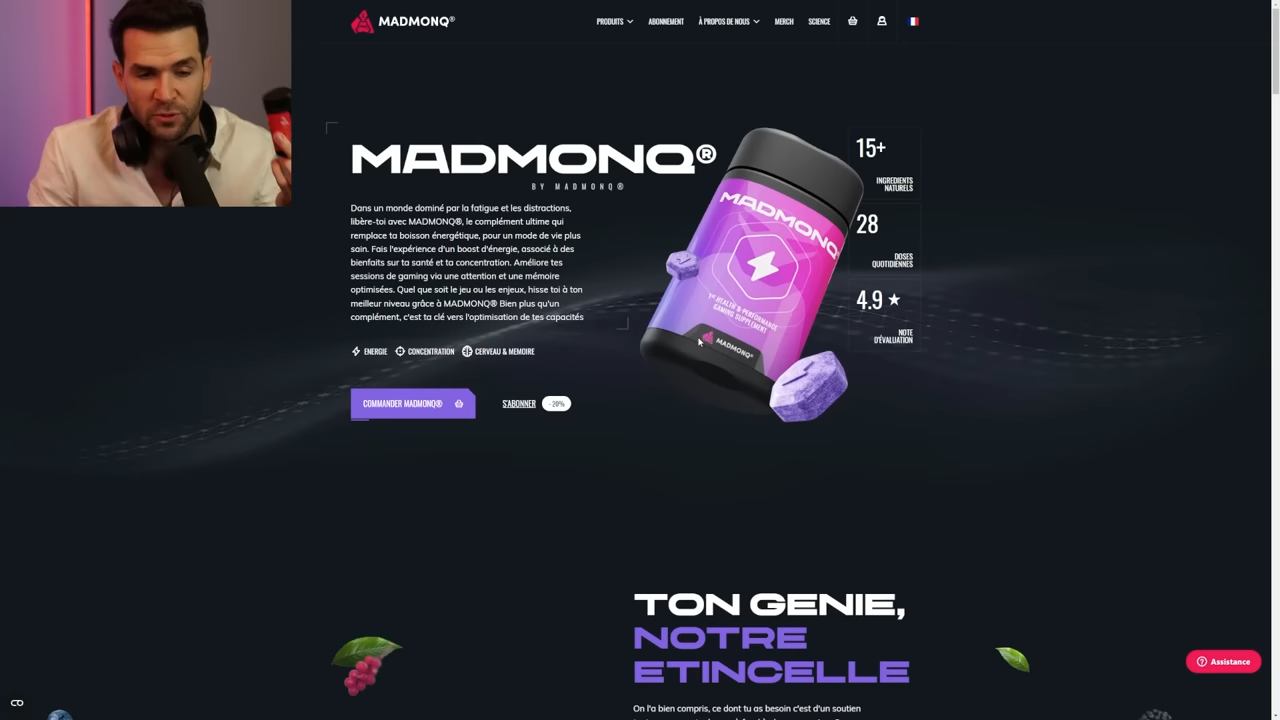 MADMONQ®
PRODUITS
ABONNEMENT
À PROPOS DE NOUS
MERCH
SCIENCE
MADMONQ®
BY MADMONQ®
Dans un monde dominé par la fatigue et les distractions,
libère-toi avec MADMONQ®, le complément ultime qui
remplace ta boisson énergétique, pour un mode de vie plus
sain. Fais l'expérience d'un boost d'énergie, associé à des
bienfaits sur ta santé et ta concentration. Améliore tes
sessions de gaming via une attention et une mémoire
optimisées. Quel que soit le jeu ou les enjeux, hisse toi à ton
meilleur niveau grâce à MADMONQ® Bien plus qu'un
complément, c'est ta clé vers l'optimisation de tes capacités
ENERGIE
CONCENTRATION
CERVEAU & MEMOIRE
COMMANDER MADMONQ®
S'ABONNER
-20%
MADMONQ
1ST HEALTH & PERFORMANCE
GAMING SUPPLEMENT
MADMONQ®
15+
INGREDIENTS
NATURELS
28
DOSES
QUOTIDIENNES
4.9 ★
NOTE
D'ÉVALUATION
TON GENIE,
NOTRE
ETINCELLE
On l'a bien compris, ce dont tu as besoin c'est d'un soutien
Assistance